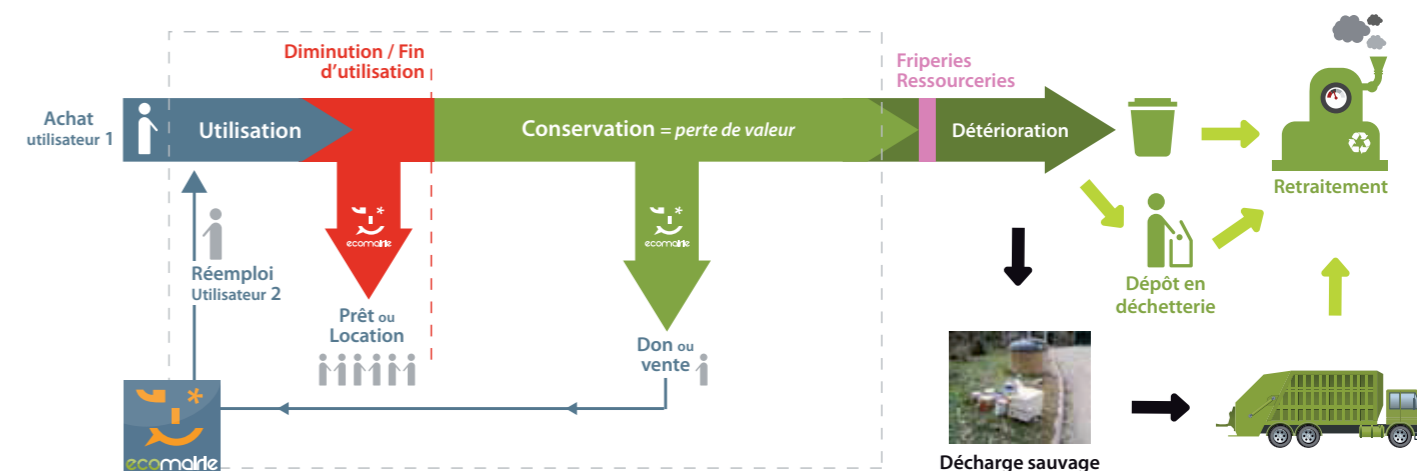 Diminution / Fin
d'utilisation
Friperies
Ressourceries
Achat
utilisateur 1
Utilisation
Conservation = perte de valeur
Détérioration
Retraitement
ecomairie
ecomairie
Réemploi
Utilisateur 2
Prêt ou
Location
Don ou
vente
Dépôt en
déchetterie
ecomairie
Décharge sauvage